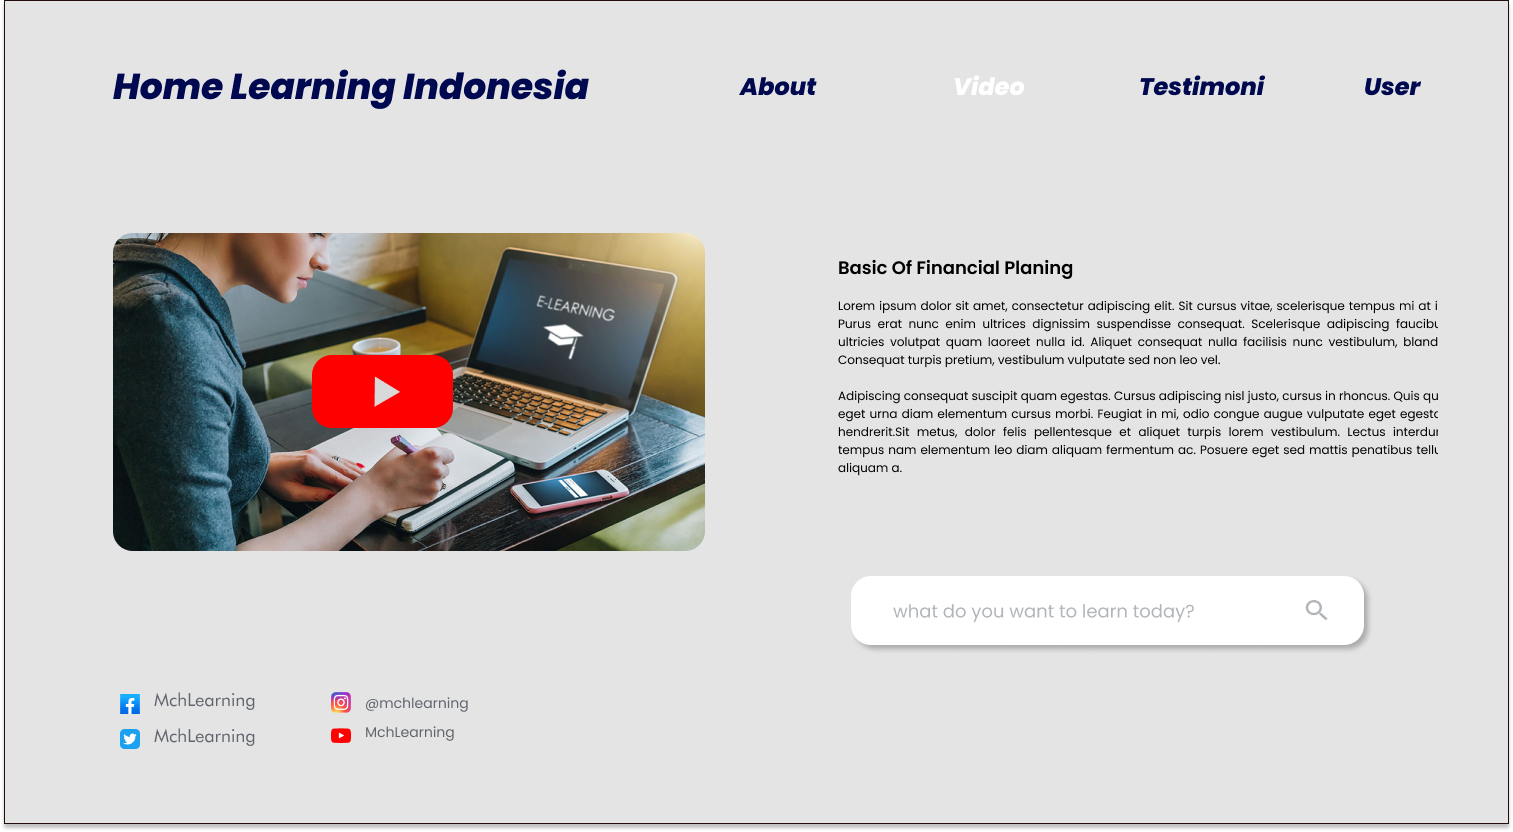 Home Learning Indonesia
About
Video
Testimoni
User
E-LEARNING
Basic Of Financial Planing
Lorem ipsum dolor sit amet, consectetur adipiscing elit. Sit cursus vitae, scelerisque tempus mi at
Purus erat nunc enim ultrices dignissim suspendisse consequat. Scelerisque adipiscing
ultricies volutpat quam laoreet nulla id. Aliquet consequat nulla facilisis nunc vestibulum,
Consequat turpis pretium, vestibulum vulputate sed non leo vel.
Adipiscing consequat suscipit quam egestas. Cursus adipiscing nisl justo, cursus in rhoncus. Quis
eget urna diam elementum cursus morbi. Feugiat in mi, odio congue augue vulputate eget
hendrerit.Sit metus, dolor felis pellentesque et aliquet turpis lorem vestibulum. Lectus
tempus nam elementum leo diam aliquam fermentum ac. Posuere eget sed mattis penatibus
aliquam a.
what do you want to learn today?
MchLearning
@mchlearning
MchLearning
MchLearning